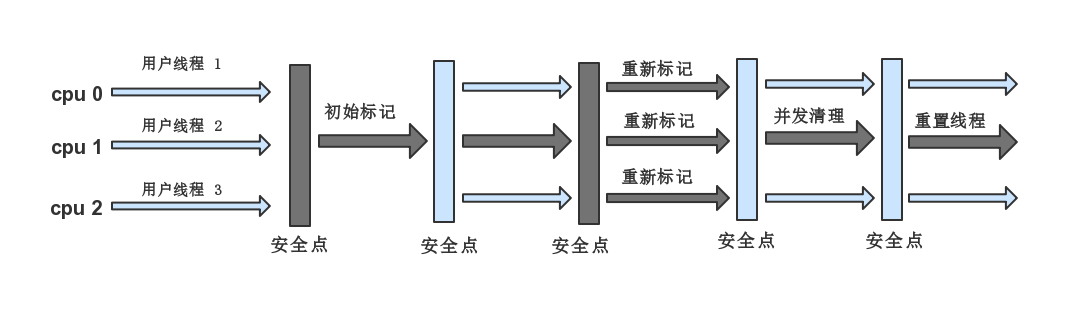 用户线程 1
cpu 0
用户线程 2
cpu 1
用户线程 3
cpu 2
安全点
初始标记
安全点
安全点
重新标记
重新标记
重新标记
安全点
并发清理
安全点
重置线程